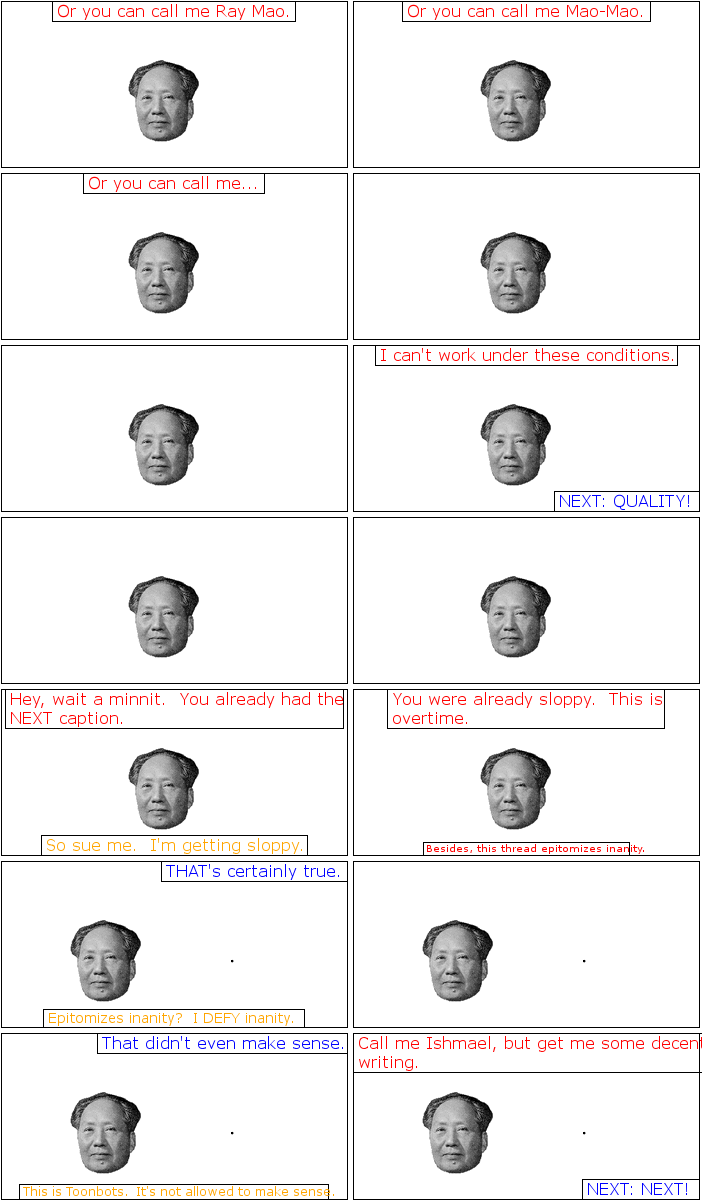 Or you can call me Ray Mao.
Or you can call me Mao-Mao.
Or you can call me...
I can't work under these conditions.
NEXT: QUALITY!
Hey, wait a minnit.  You already had the
NEXT caption.
So sue me.  I'm getting sloppy.
You were already sloppy.  This is
overtime.
Besides, this thread epitomizes inanity.
THAT's certainly true.
Epitomizes inanity?  I DEFY inanity.
That didn't even make sense.
This is Toonbots.  It's not allowed to make sense.
Call me Ishmael, but get me some decent
writing.
NEXT: NEXT!